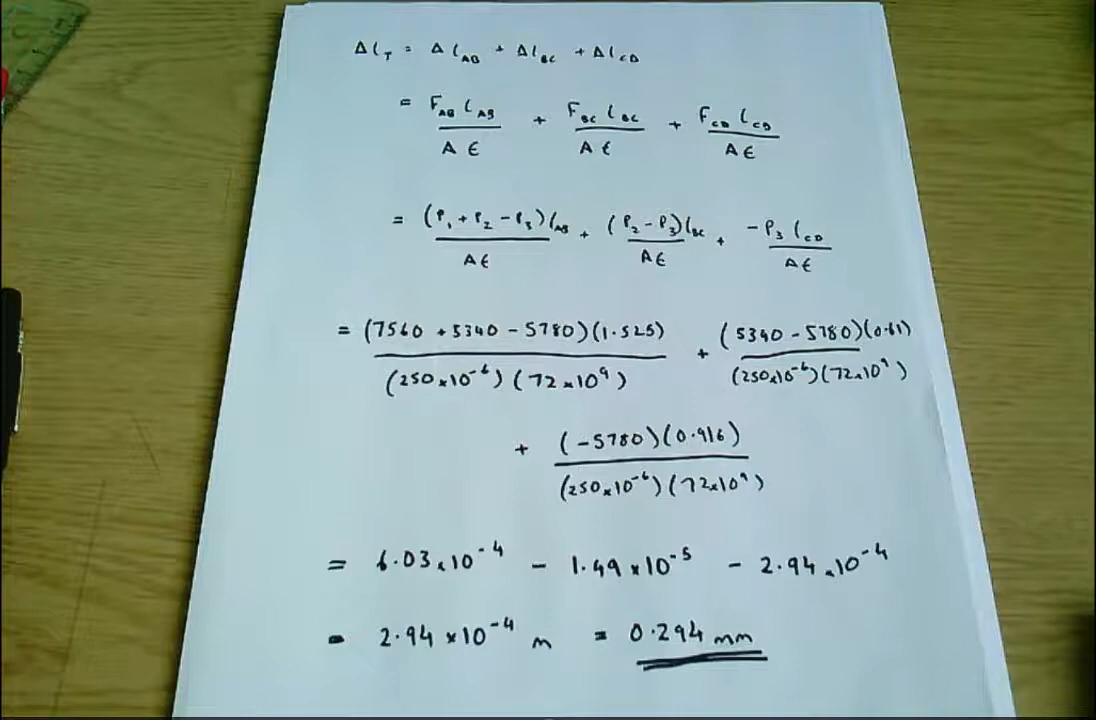 Δl_T = Δl_AB + Δl_BC + Δl_CD
= F_AB l_AB / AE + F_BC l_BC / AE + F_CD l_CD / AE
= (P₁ + P₂ - P₃) l_AB / AE + (P₂ - P₃) l_BC / AE + -P₃ l_CD / AE
= (7560 + 5340 - 5780)(1.525) / (250×10⁻⁶)(72×10⁹) + (5340 - 5780)(0.61) / (250×10⁻⁶)(72×10⁹)
+ (-5780)(0.916) / (250×10⁻⁶)(72×10⁹)
= 6.03×10⁻⁴ - 1.49×10⁻⁵ - 2.94×10⁻⁴
= 2.94×10⁻⁴ m = 0.294 mm